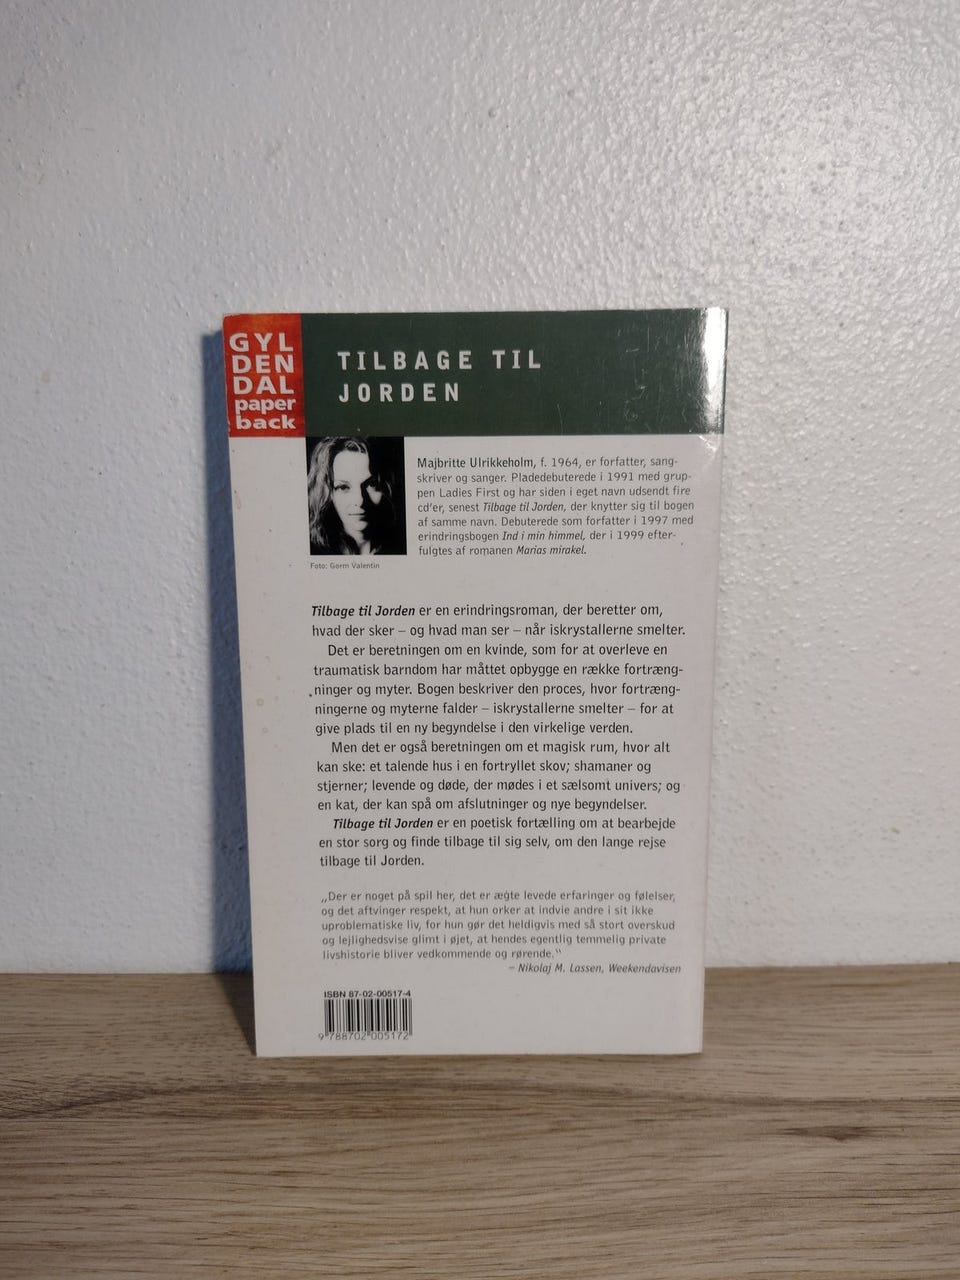 GYL
DEN
DAL
paper
back
TILBAGE TIL
JORDEN
Majbritte Ulrikkeholm, f. 1964, er forfatter, sang-
skriver og sanger. Pladedebuterede i 1991 med grup-
pen Ladies First og har siden i eget navn udsendt fire
cd'er, senest Tilbage til Jorden, der knytter sig til bogen
af samme navn. Debuterede som forfatter i 1997 med
erindringsbogen Ind i min himmel, der i 1999 efter-
fulgtes af romanen Marias mirakel.
Foto: Gorm Valentin
Tilbage til Jorden er en erindringsroman, der beretter om,
hvad der sker – og hvad man ser – når iskrystallerne smelter.
Det er beretningen om en kvinde, som for at overleve en
traumatisk barndom har måttet opbygge en række fortræng-
ninger og myter. Bogen beskriver den proces, hvor fortræng-
ningerne og myterne falder – iskrystallerne smelter – for at
give plads til en ny begyndelse i den virkelige verden.
Men det er også beretningen om et magisk rum, hvor alt
kan ske: et talende hus i en fortryllet skov; shamaner og
stjerner; levende og døde, der mødes i et sælsomt univers; og
en kat, der kan spå om afslutninger og nye begyndelser.
Tilbage til Jorden er en poetisk fortælling om at bearbejde
en stor sorg og finde tilbage til sig selv, om den lange rejse
tilbage til Jorden.
„Der er noget på spil her, det er ægte levede erfaringer og følelser,
og det aftvinger respekt, at hun orker at indvie andre i sit ikke
uproblematiske liv, for hun gør det heldigvis med så stort overskud
og lejlighedsvise glimt i øjet, at hendes egentlig temmelig private
livshistorie bliver vedkommende og rørende.“
– Nikolaj M. Lassen, Weekendavisen
ISBN 87-02-00517-4
9 788702 005172